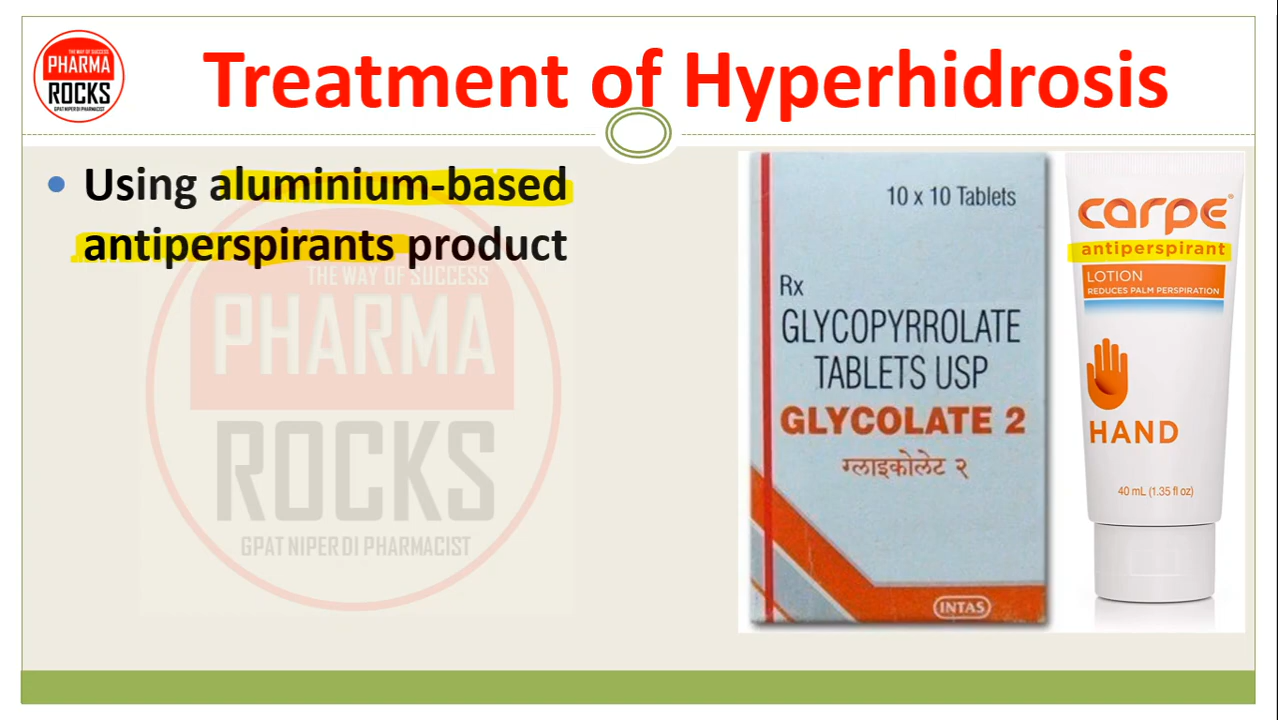 THE WAY OF SUCCESS
PHARMA
ROCKS
GPAT NIPER DI PHARMACIST
Treatment of Hyperhidrosis
Using aluminium-based
antiperspirants product
THE WAY OF SUCCESS
PHARMA
ROCKS
GPAT NIPER DI PHARMACIST
10 x 10 Tablets
Rx
GLYCOPYRROLATE
TABLETS USP
GLYCOLATE 2
ग्लाइकोलेट २
INTAS
carpe®
antiperspirant
LOTION
REDUCES PALM PERSPIRATION
HAND
40 mL (1.35 fl oz)